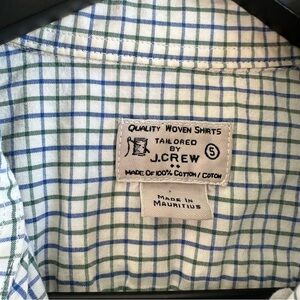 QUALITY WOVEN SHIRTS
TAILORED
BY
J.CREW
S
MADE OF 100% COTTON / COTON
MADE IN
MAURITIUS